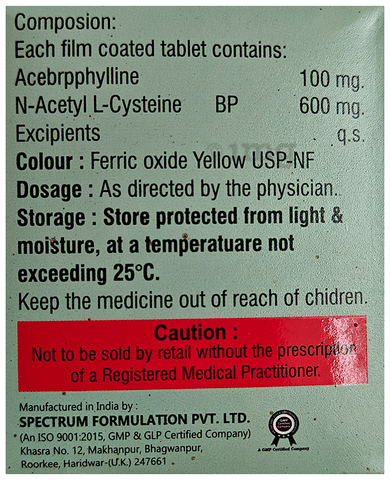 Composion:
Each film coated tablet contains:
Acebrpphylline 100 mg.
N-Acetyl L-Cysteine BP 600 mg.
Excipients q.s.
Colour : Ferric oxide Yellow USP-NF
Dosage : As directed by the physician.
Storage : Store protected from light &
moisture, at a temperatuare not
exceeding 25°C.
Keep the medicine out of reach of chidren.
Caution :
Not to be sold by retail without the prescription
of a Registered Medical Practitioner.
Manufactured in India by :
SPECTRUM FORMULATION PVT. LTD.
(An ISO 9001:2015, GMP & GLP Certified Company)
Khasra No. 12, Makhanpur, Bhagwanpur,
Roorkee, Haridwar-(U.K.) 247661
A GMP Certified Company